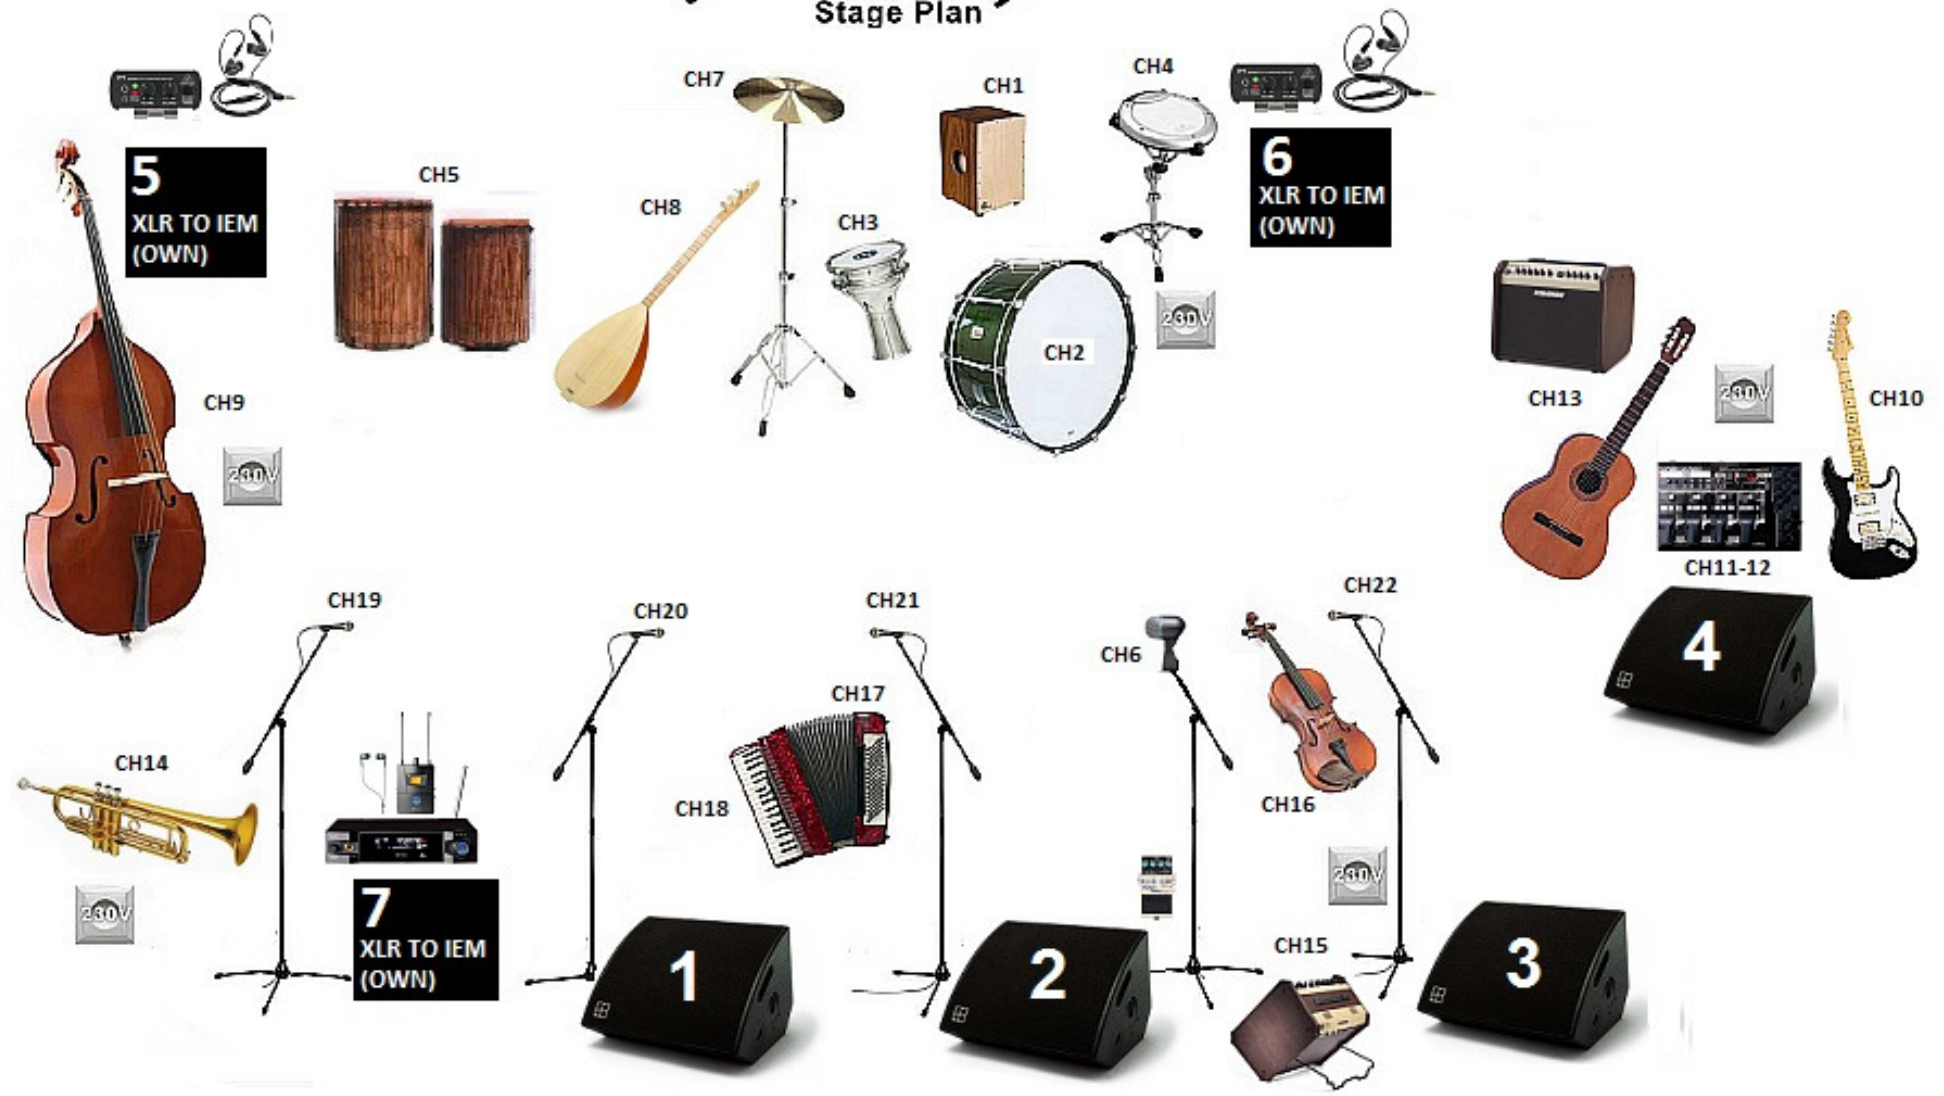 Stage Plan
CH7
CH1
CH4
5
XLR TO IEM
(OWN)
6
XLR TO IEM
(OWN)
CH5
CH8
CH3
CH2
230V
CH9
230V
CH13
230V
CH10
CH11-12
CH19
CH20
CH21
CH22
CH6
4
CH17
CH14
CH18
CH16
230V
230V
7
XLR TO IEM
(OWN)
CH15
1
2
3